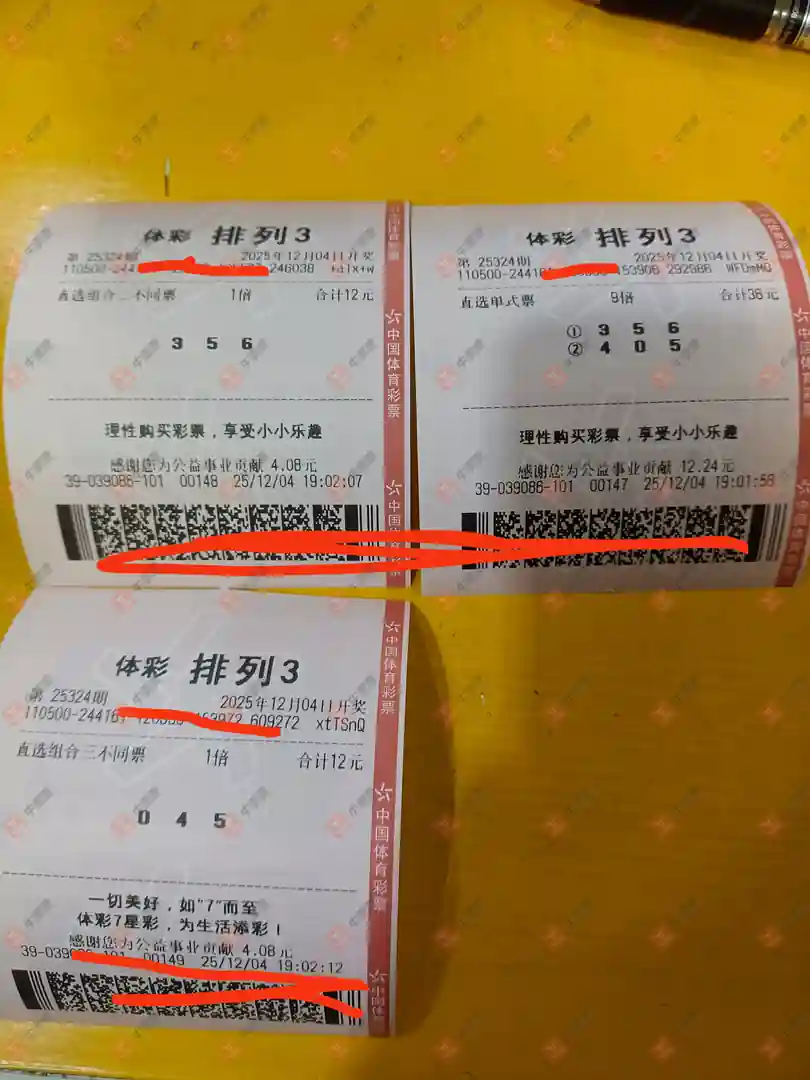 体彩 排列3
第 25324期 2025年12月04日开奖
110500-244 246038
直选组合三不同票 1倍 合计12元
3 5 6
理性购买彩票，享受小小乐趣
感谢您为公益事业贡献 4.08元
39-039086-101 00148 25/12/04 19:02:07
中国体育彩票
体彩 排列3
第 25324期 2025年12月04日开奖
110500-24416 153908 292986 WFDmMQ
直选单式票 9倍 合计36元
① 3 5 6
② 4 0 5
理性购买彩票，享受小小乐趣
感谢您为公益事业贡献 12.24元
39-039086-101 00147 25/12/04 19:01:58
中国体育彩票
体彩 排列3
第 25324期 2025年12月04日开奖
110500-24416 609272 xtTSnQ
直选组合三不同票 1倍 合计12元
0 4 5
一切美好，如"7"而至
体彩7星彩，为生活添彩！
感谢您为公益事业贡献 4.08元
39-039 00149 25/12/04 19:02:12
中国体育彩票